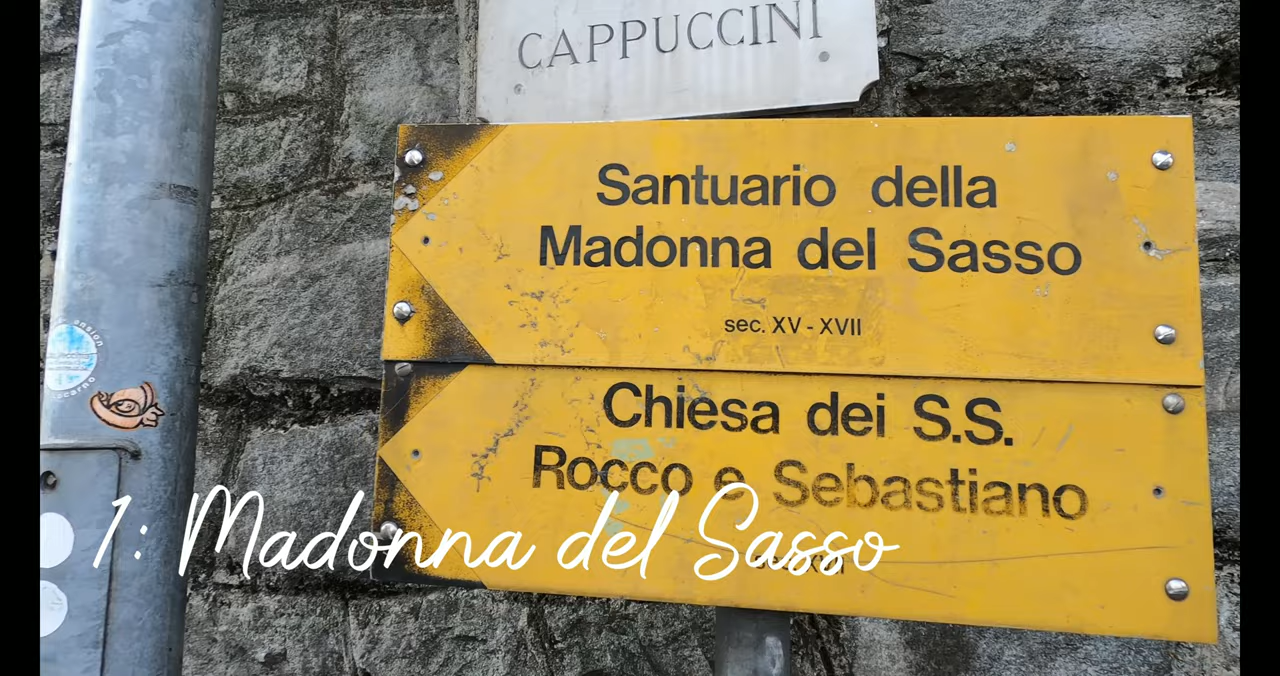 CAPPUCCINI
Santuario della
Madonna del Sasso
sec. XV - XVII
Chiesa dei S.S.
Rocco e Sebastiano
1: Madonna del Sasso